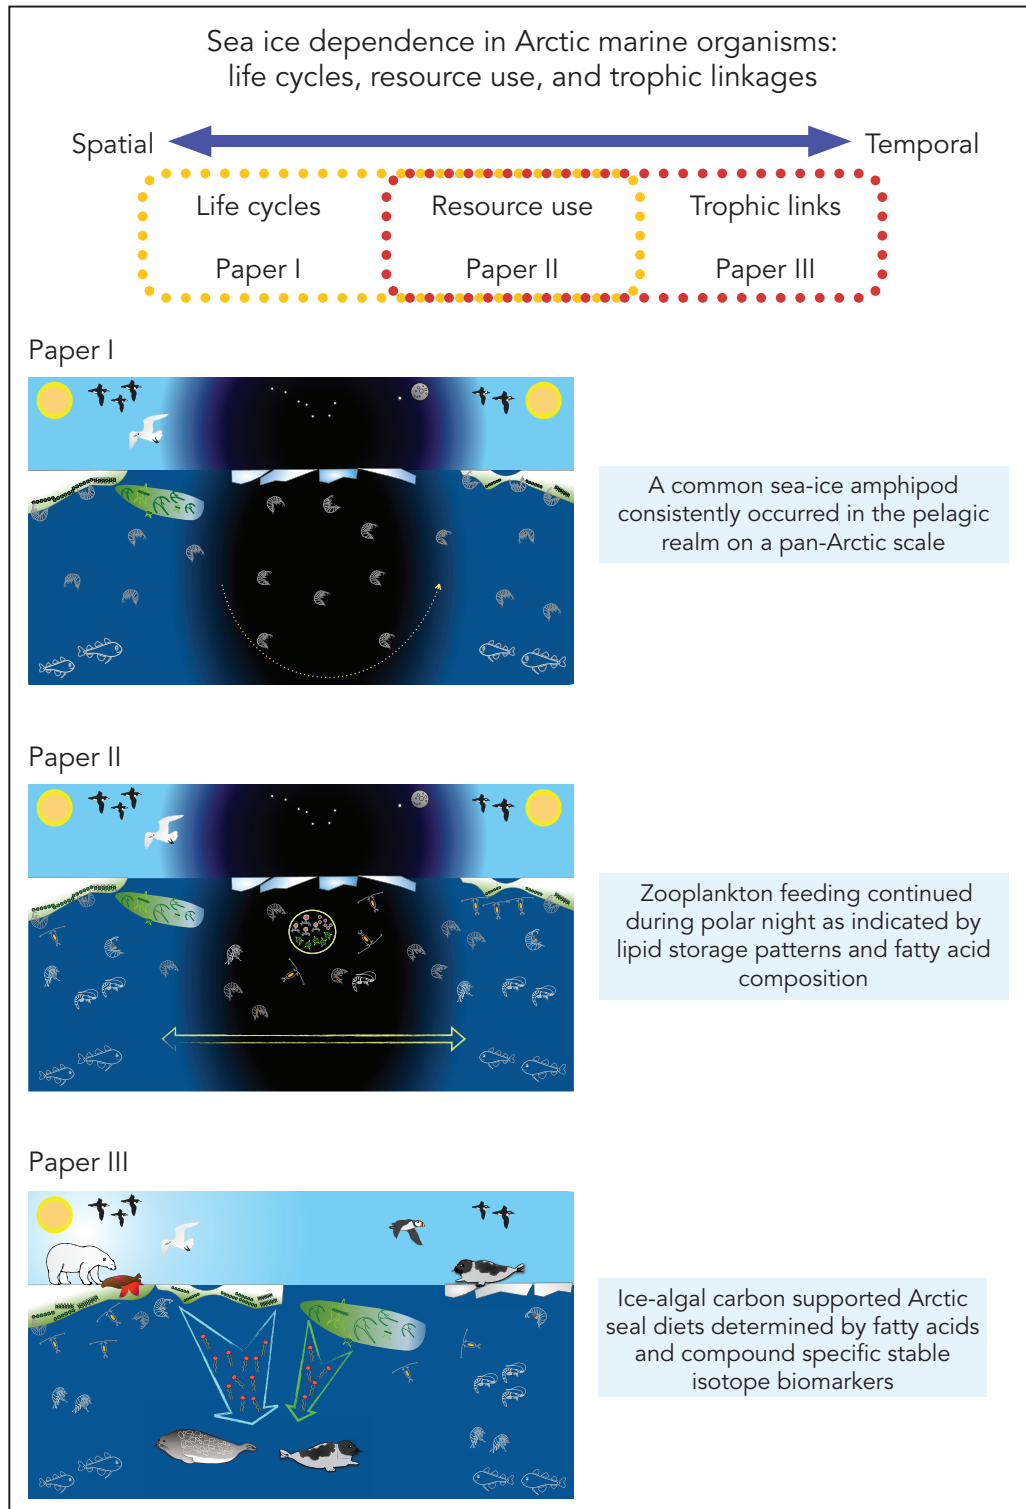 Sea ice dependence in Arctic marine organisms:
life cycles, resource use, and trophic linkages
Spatial
Temporal
Life cycles
Resource use
Trophic links
Paper I
Paper II
Paper III
Paper I
A common sea-ice amphipod
consistently occurred in the pelagic
realm on a pan-Arctic scale
Paper II
Zooplankton feeding continued
during polar night as indicated by
lipid storage patterns and fatty acid
composition
Paper III
Ice-algal carbon supported Arctic
seal diets determined by fatty acids
and compound specific stable
isotope biomarkers